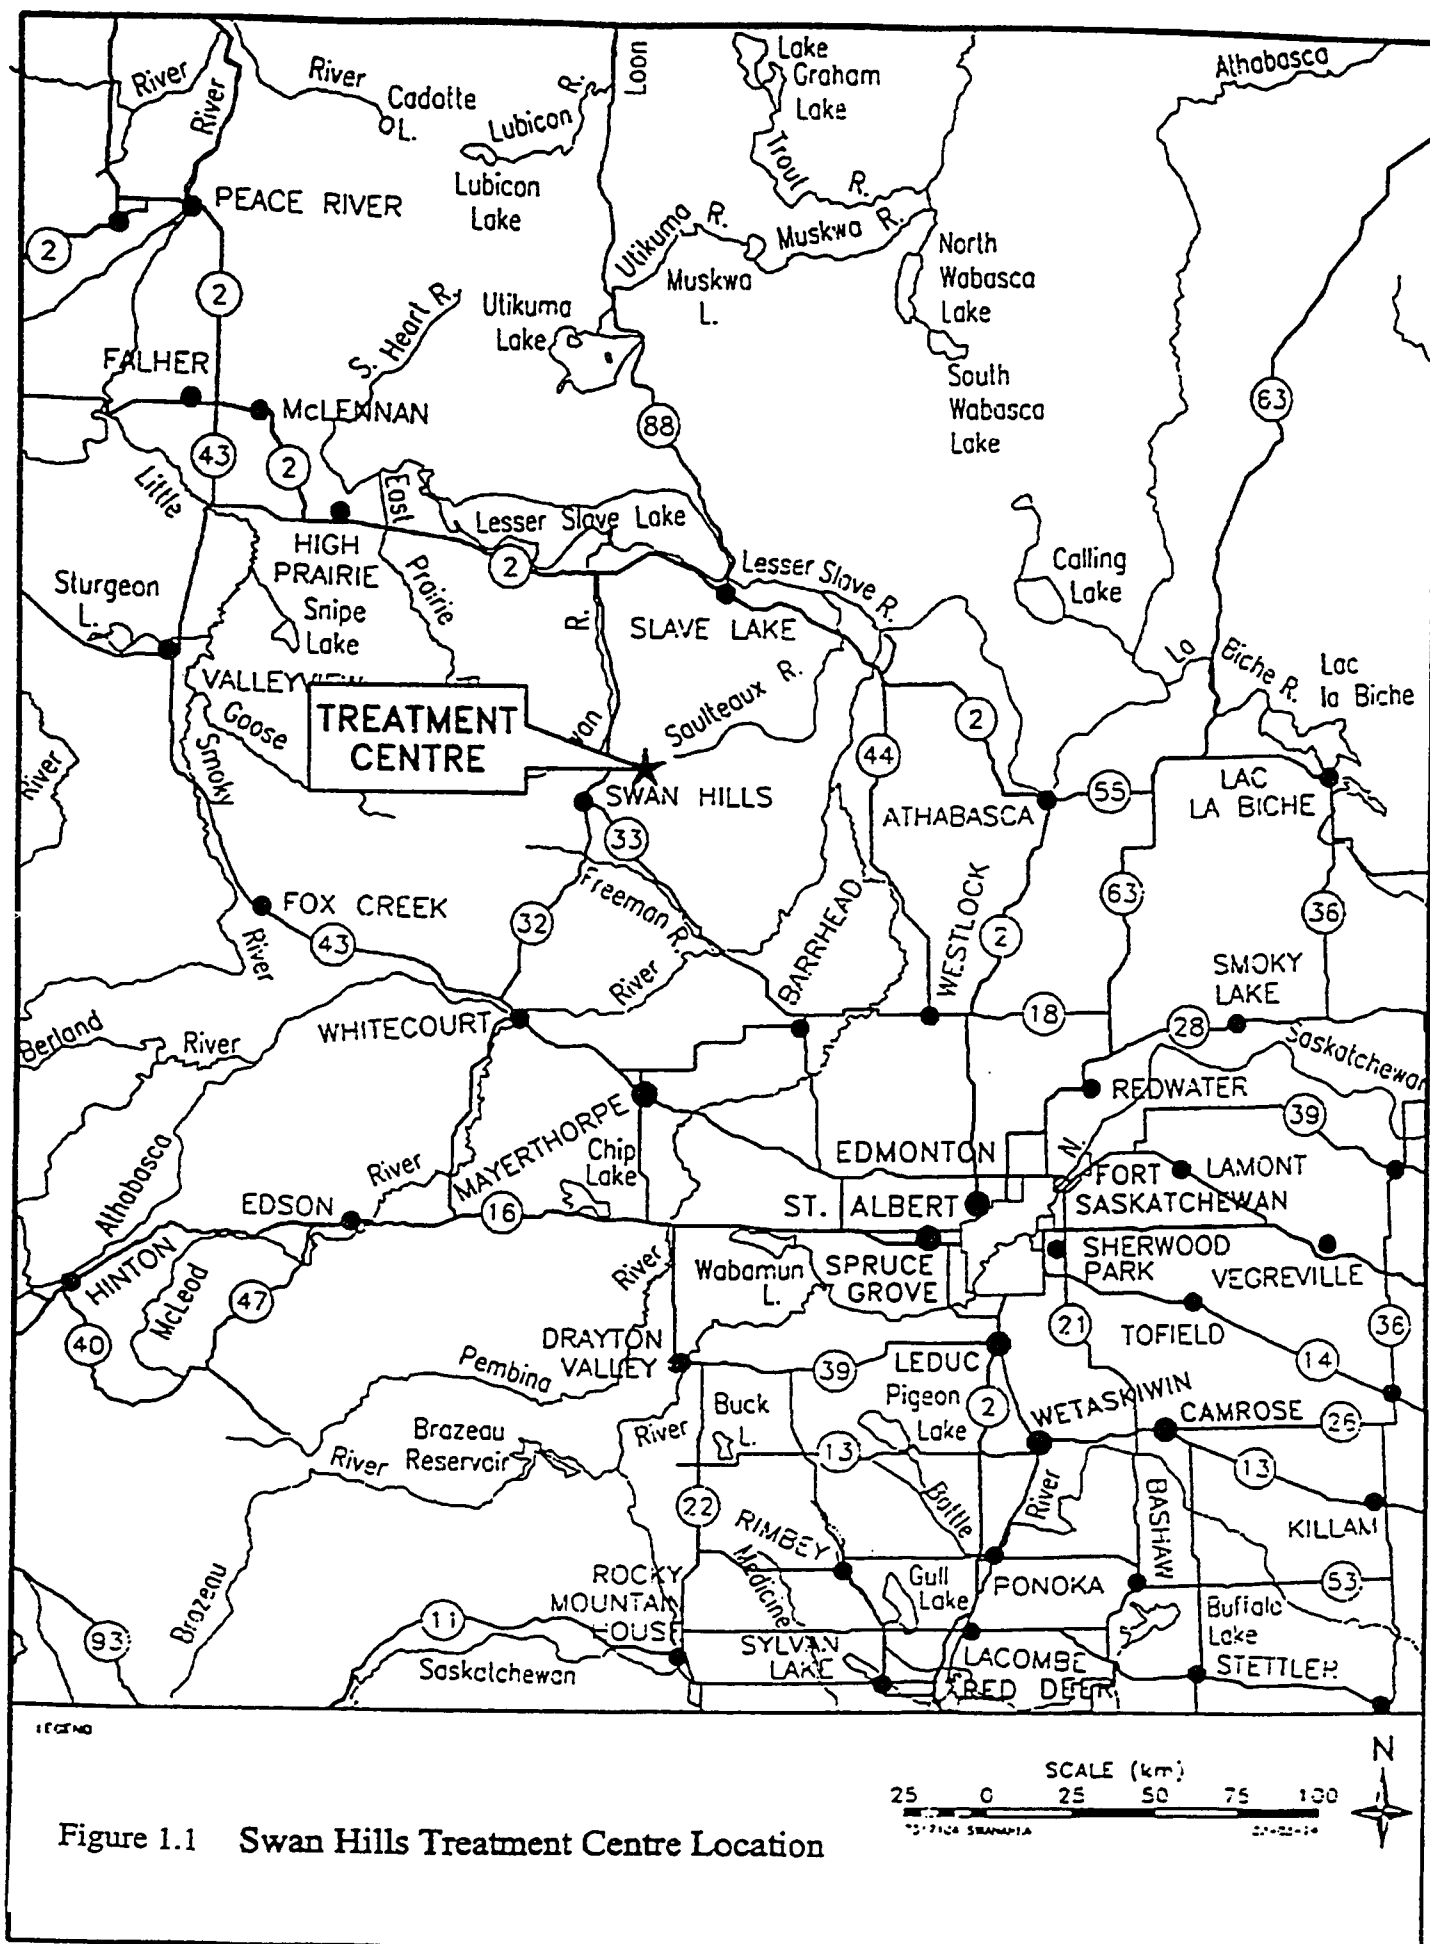 Loon
Lake
Graham
Lake
Athabasca
River
River
River
Cadotte
L.
R.
Lubicon
Lubicon
Lake
Trout
R.
PEACE RIVER
2
Utikuma
R.
Muskwa
R.
Muskwa
L.
North
Wabasca
Lake
2
S. Heart R.
Utikuma
Lake
FALHER
South
Wabasca
Lake
63
McLENNAN
88
43
2
Little
East
Prairie
Lesser Slave Lake
HIGH
PRAIRIE
2
Lesser Slave R.
Calling
Lake
Sturgeon
L.
Snipe
Lake
R.
SLAVE LAKE
La
Biche R.
Lac
la Biche
VALLEYVIEW
Goose
TREATMENT
CENTRE
Saulteaux R.
2
44
Smoky
River
SWAN HILLS
33
ATHABASCA
55
LAC
LA BICHE
FOX CREEK
43
32
Freeman R.
BARRHEAD
WESTLOCK
2
63
36
River
River
SMOKY
LAKE
WHITECOURT
18
28
Berland
River
Saskatchewan
REDWATER
39
MAYERTHORPE
Chip
Lake
EDMONTON
N.
FORT
SASKATCHEWAN
LAMONT
Athabasca
River
EDSON
16
ST. ALBERT
HINTON
McLeod
47
40
River
Wabamun
L.
SPRUCE
GROVE
SHERWOOD
PARK
VEGREVILLE
21
TOFIELD
36
DRAYTON
VALLEY
39
LEDUC
14
Pembina
Buck
L.
Pigeon
Lake
2
WETASKIWIN
CAMROSE
26
Brazeau
Reservoir
River
River
13
13
22
Battle
River
BASHAW
KILLAM
RIMBEY
Medicine
Brazeau
ROCKY
MOUNTAIN
HOUSE
Gull
Lake
PONOKA
53
93
11
Buffalo
Lake
Saskatchewan
SYLVAN
LAKE
LACOMBE
RED DEER
STETTLER
LEGEND
SCALE (km)
25 0 25 50 75 100
N
Figure 1.1 Swan Hills Treatment Centre Location